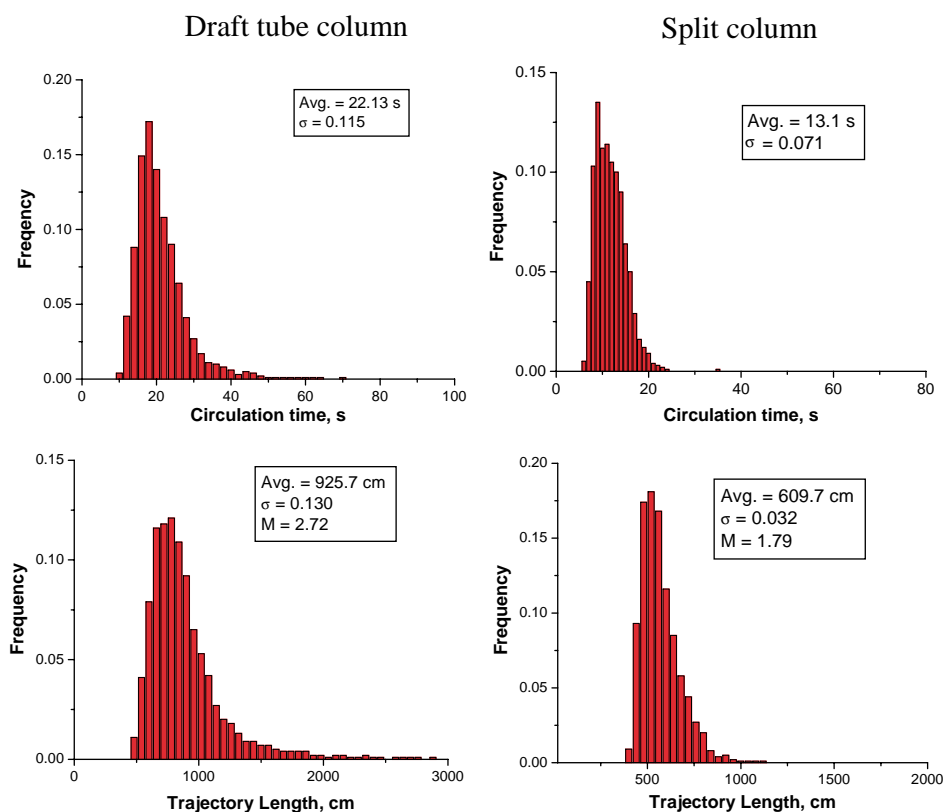 Draft tube column
Split column
0.20
0.15
0.10
0.05
0.00
Freqency
Avg. = 22.13 s
σ = 0.115
0 20 40 60 80 100
Circulation time, s
0.15
0.10
0.05
0.00
Frequency
Avg. = 13.1 s
σ = 0.071
0 20 40 60 80
Circulation time, s
0.15
0.10
0.05
0.00
Frequency
Avg. = 925.7 cm
σ = 0.130
M = 2.72
0 1000 2000 3000
Trajectory Length, cm
0.20
0.15
0.10
0.05
0.00
Frequency
Avg. = 609.7 cm
σ = 0.032
M = 1.79
500 1000 1500 2000
Trajectory Length, cm